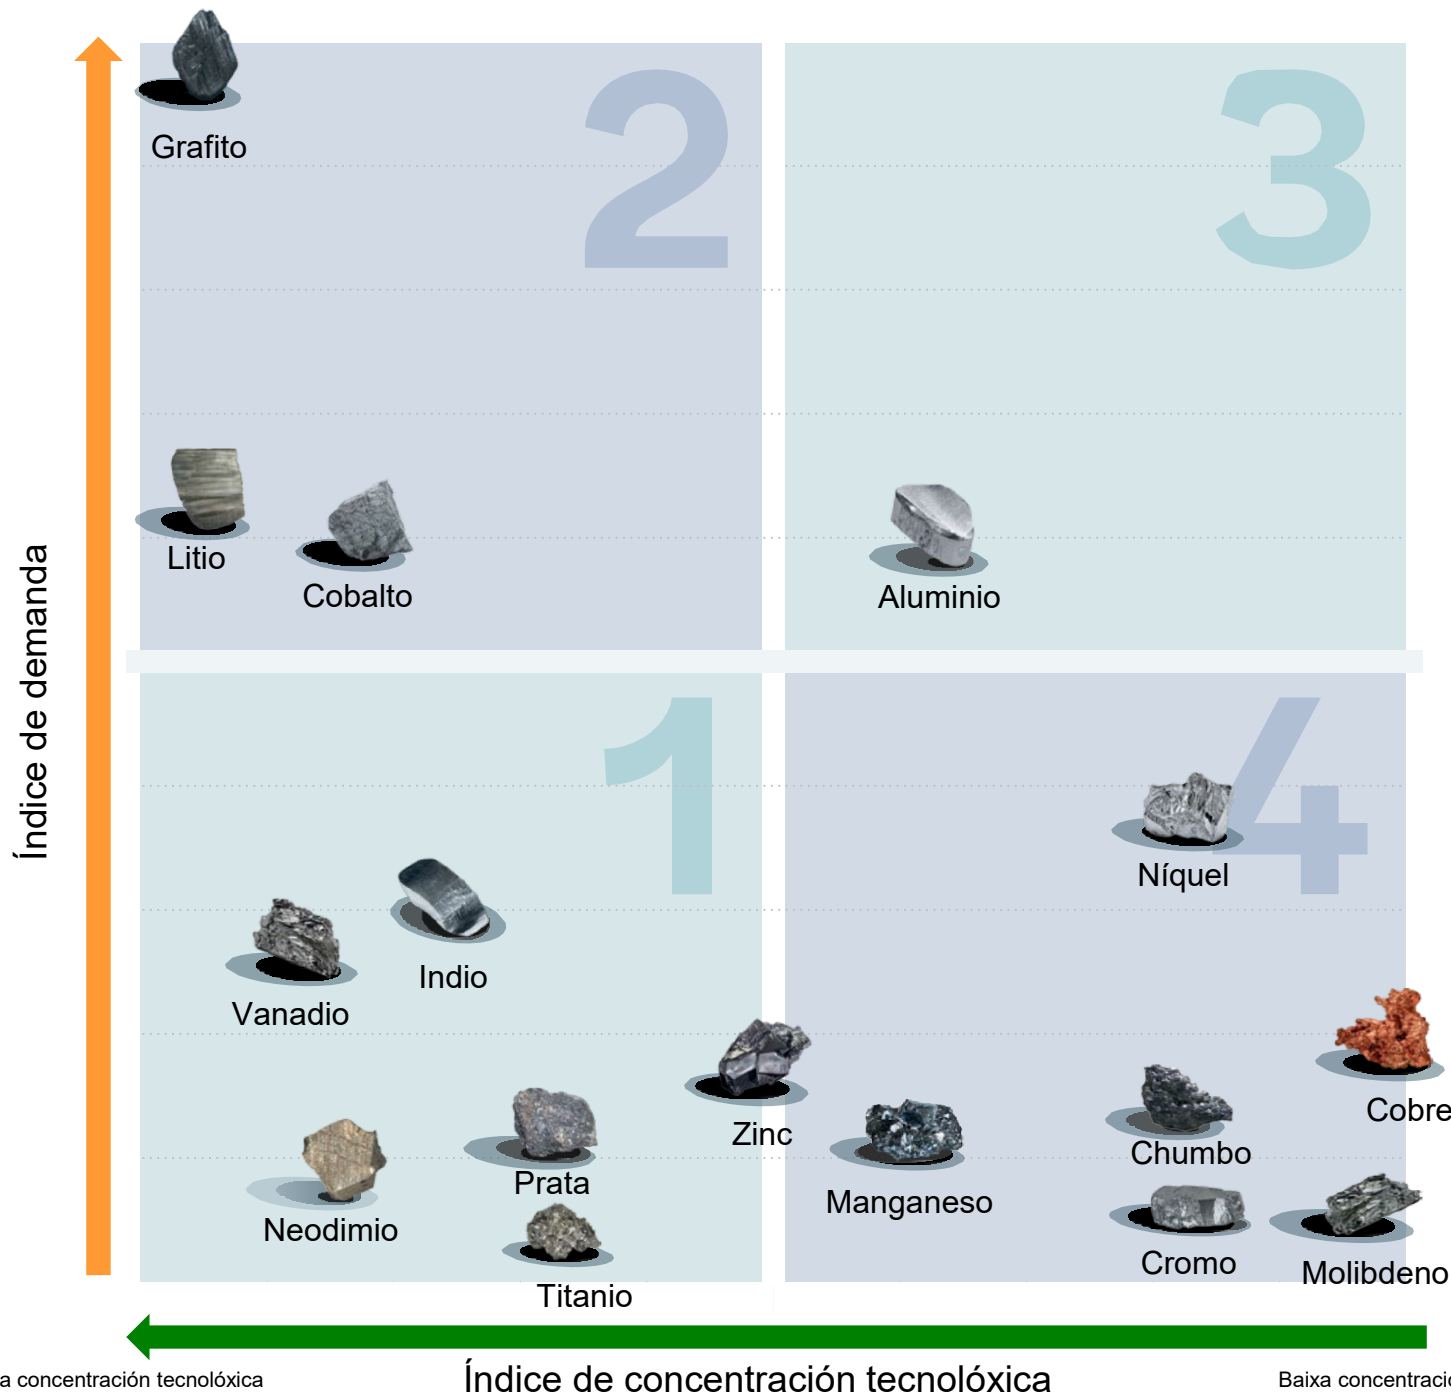 2
3
Grafito
Litio
Cobalto
Aluminio
Índice de demanda
1
4
Níquel
Indio
Vanadio
Cobre
Zinc
Chumbo
Prata
Manganeso
Neodimio
Cromo
Molibdeno
Titanio
Índice de concentración tecnolóxica
a concentración tecnolóxica
Baixa